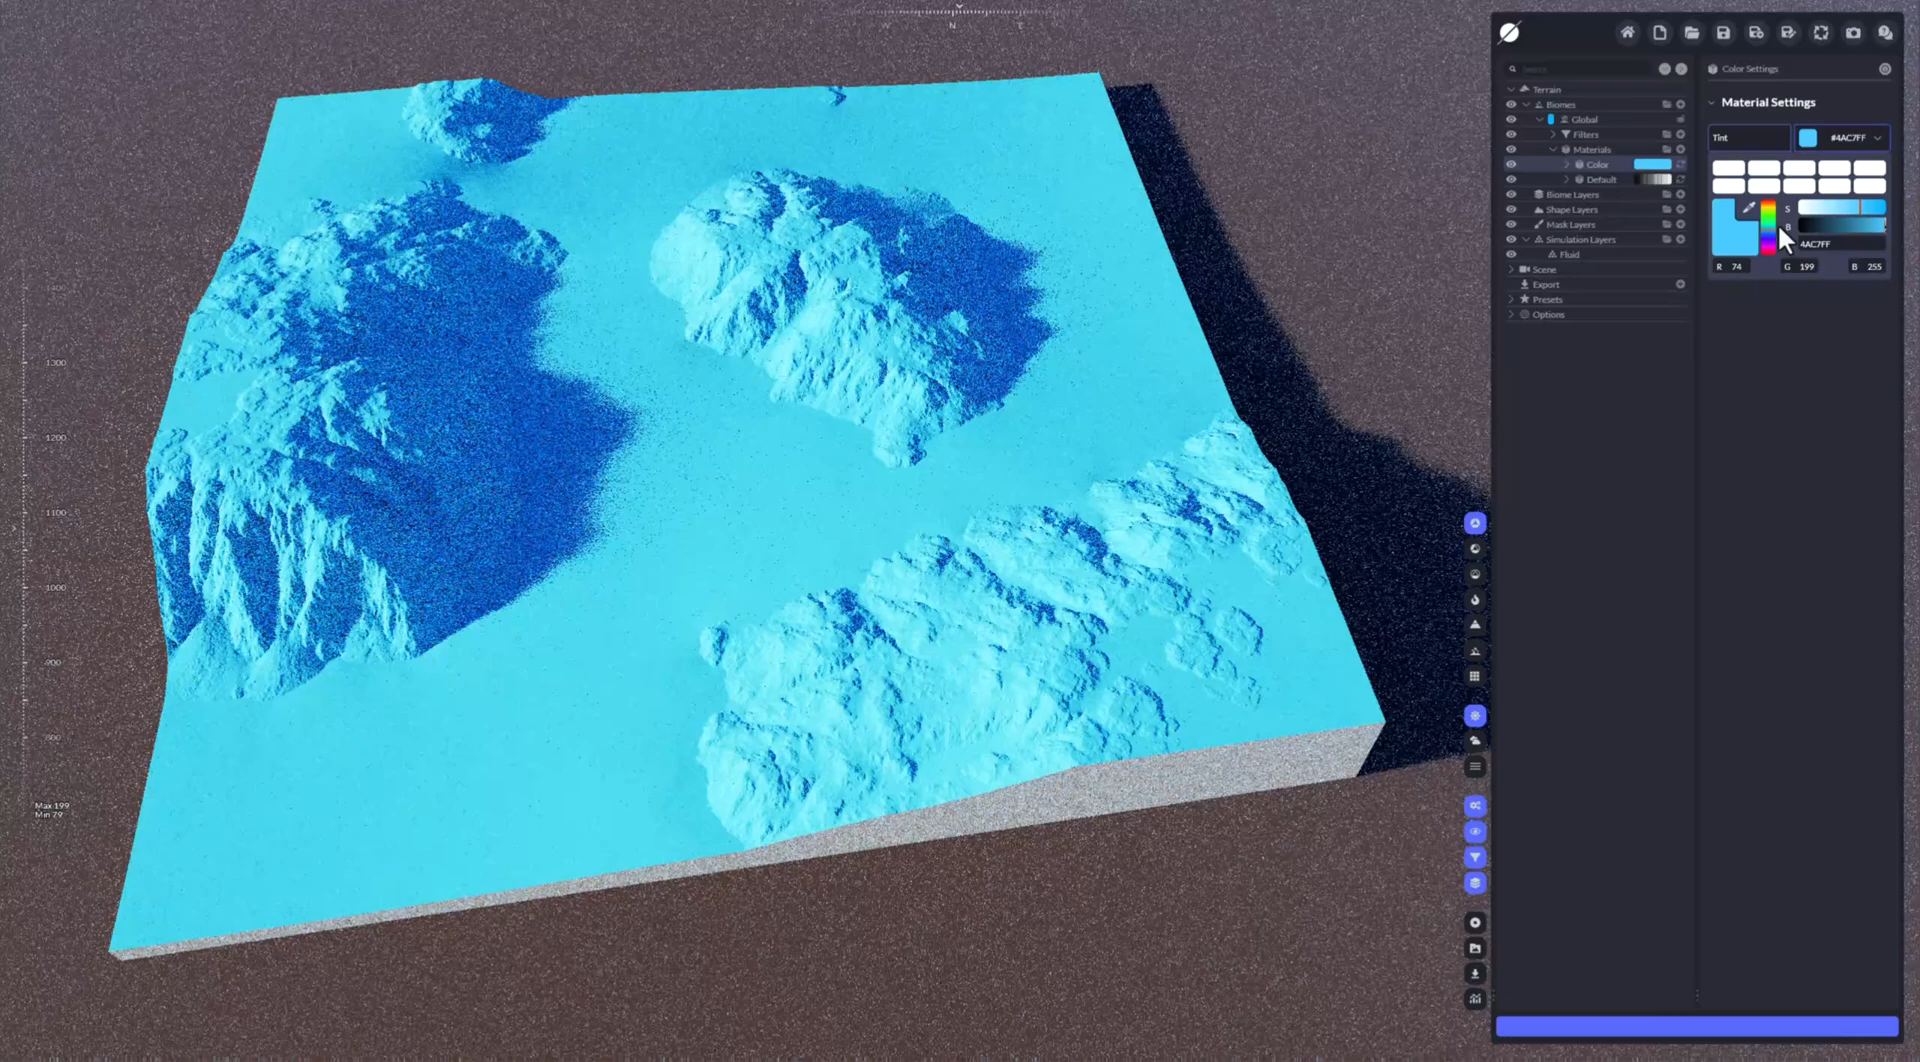 W N E
1400
1300
1200
1100
1000
900
800
Max 199
Min 79
Search
Color Settings
Terrain
Biomes
Global
Filters
Materials
Color
Default
Biome Layers
Shape Layers
Mask Layers
Simulation Layers
Fluid
Scene
Export
Presets
Options
Material Settings
Tint #4AC7FF
S
B
4AC7FF
R 74 G 199 B 255